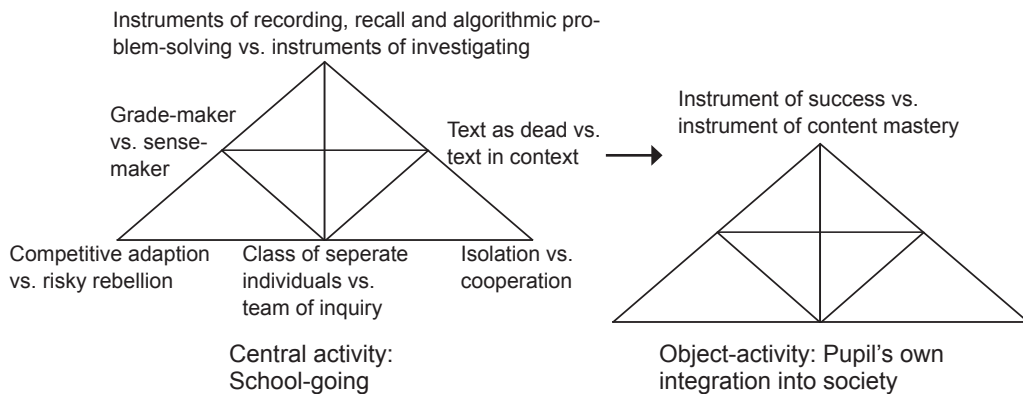 Instruments of recording, recall and algorithmic pro-
blem-solving vs. instruments of investigating
Grade-maker
vs. sense-
maker
Text as dead vs.
text in context
Instrument of success vs.
instrument of content mastery
Competitive adaption
vs. risky rebellion
Class of seperate
individuals vs.
team of inquiry
Isolation vs.
cooperation
Central activity:
School-going
Object-activity: Pupil's own
integration into society